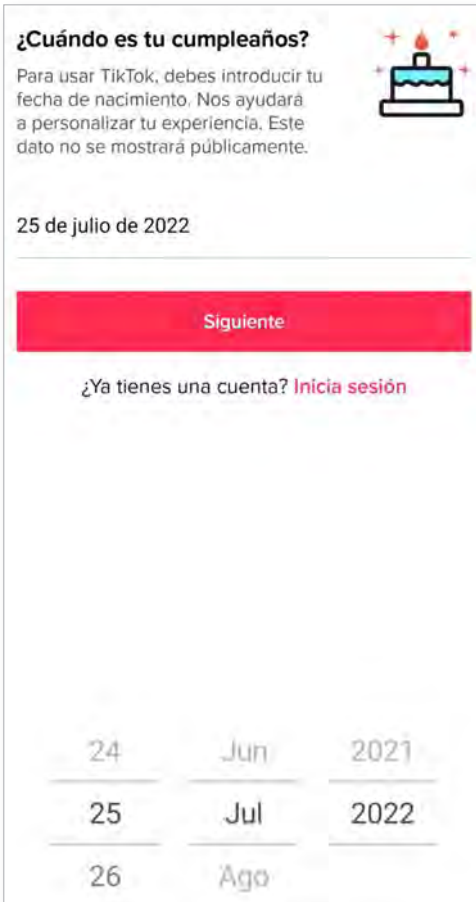 ¿Cuándo es tu cumpleaños?
Para usar TikTok, debes introducir tu
fecha de nacimiento. Nos ayudará
a personalizar tu experiencia. Este
dato no se mostrará públicamente.
25 de julio de 2022
Siguiente
¿Ya tienes una cuenta? Inicia sesión
24 Jun 2021
25 Jul 2022
26 Ago